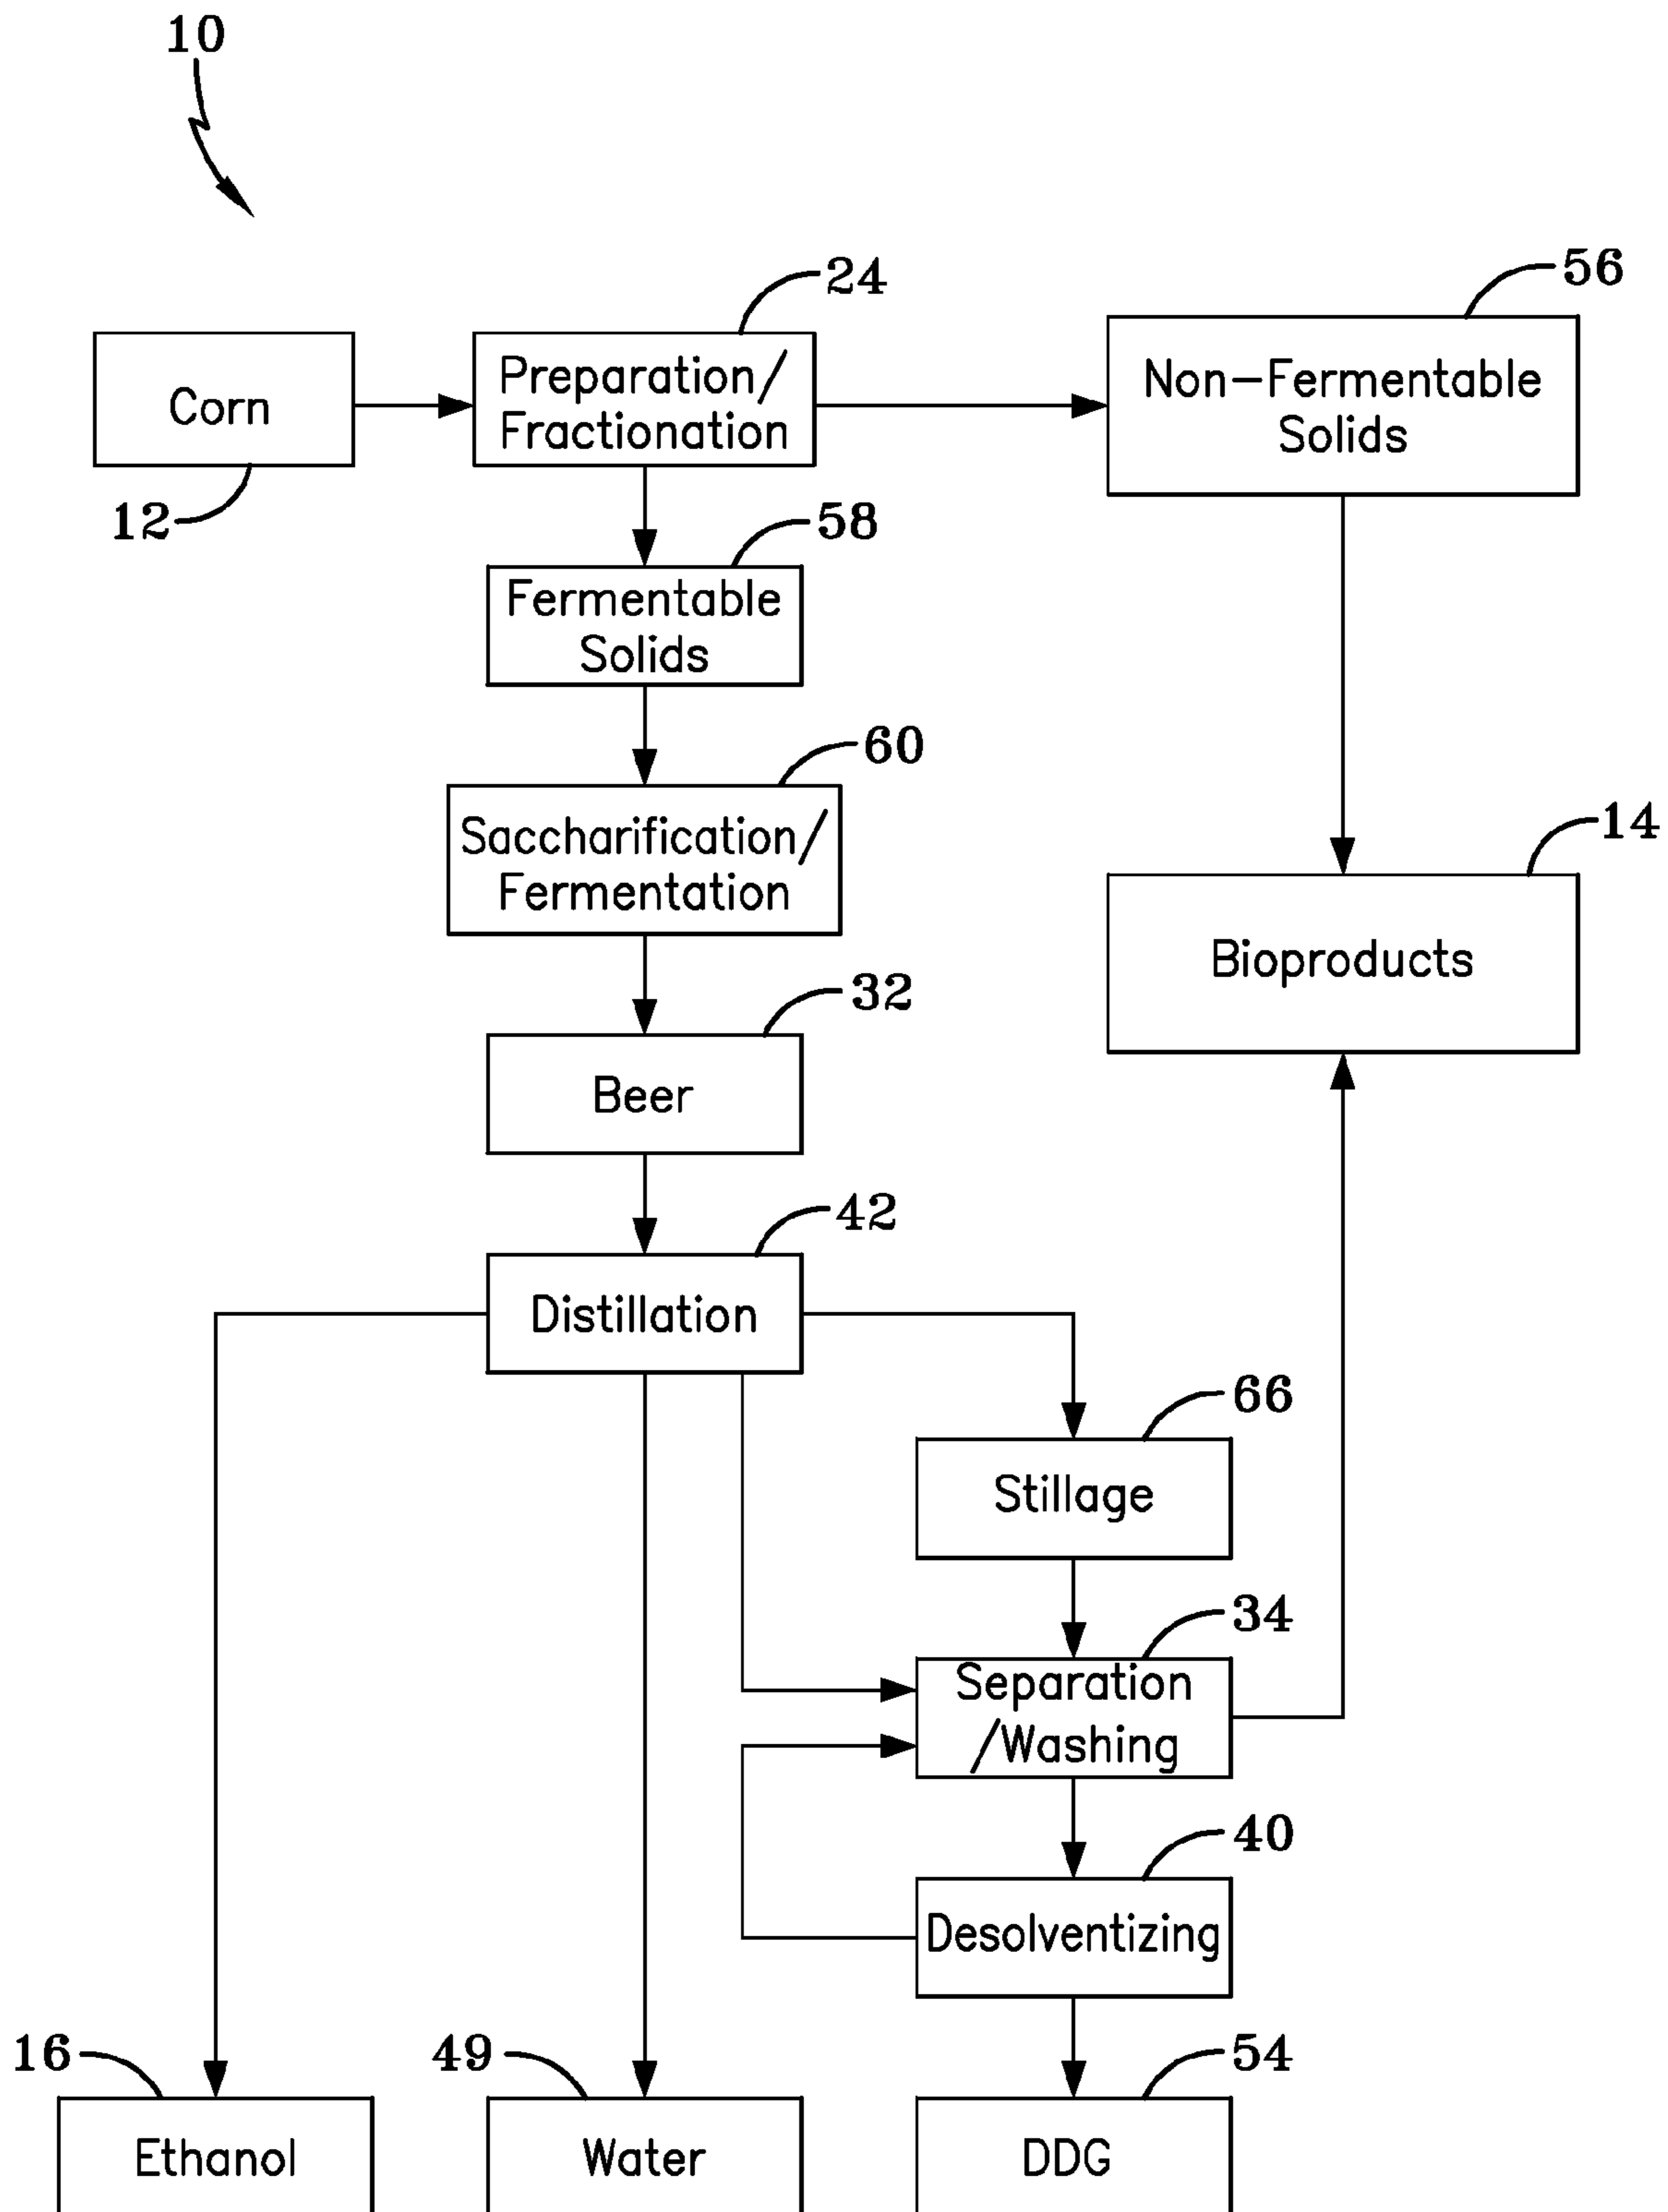 10
24
56
Corn
Preparation/
Fractionation
Non-Fermentable
Solids
12
58
Fermentable
Solids
60
Saccharification/
Fermentation
14
Bioproducts
32
Beer
42
Distillation
66
Stillage
34
Separation
/Washing
40
Desolventizing
16
49
54
Ethanol
Water
DDG